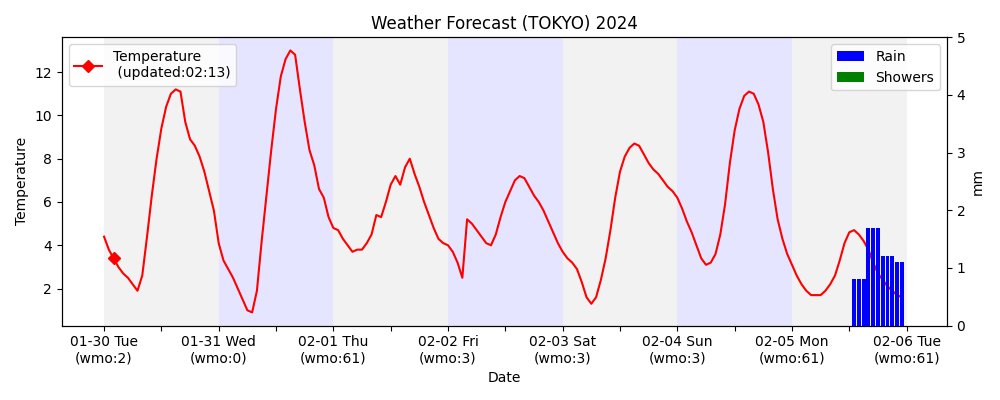 Weather Forecast (TOKYO) 2024
Temperature
(updated:02:13)
Rain
Showers
Temperature
12
10
8
6
4
2
5
4
3
2
1
0
mm
01-30 Tue
(wmo:2)
01-31 Wed
(wmo:0)
02-01 Thu
(wmo:61)
02-02 Fri
(wmo:3)
02-03 Sat
(wmo:3)
02-04 Sun
(wmo:3)
02-05 Mon
(wmo:61)
02-06 Tue
(wmo:61)
Date